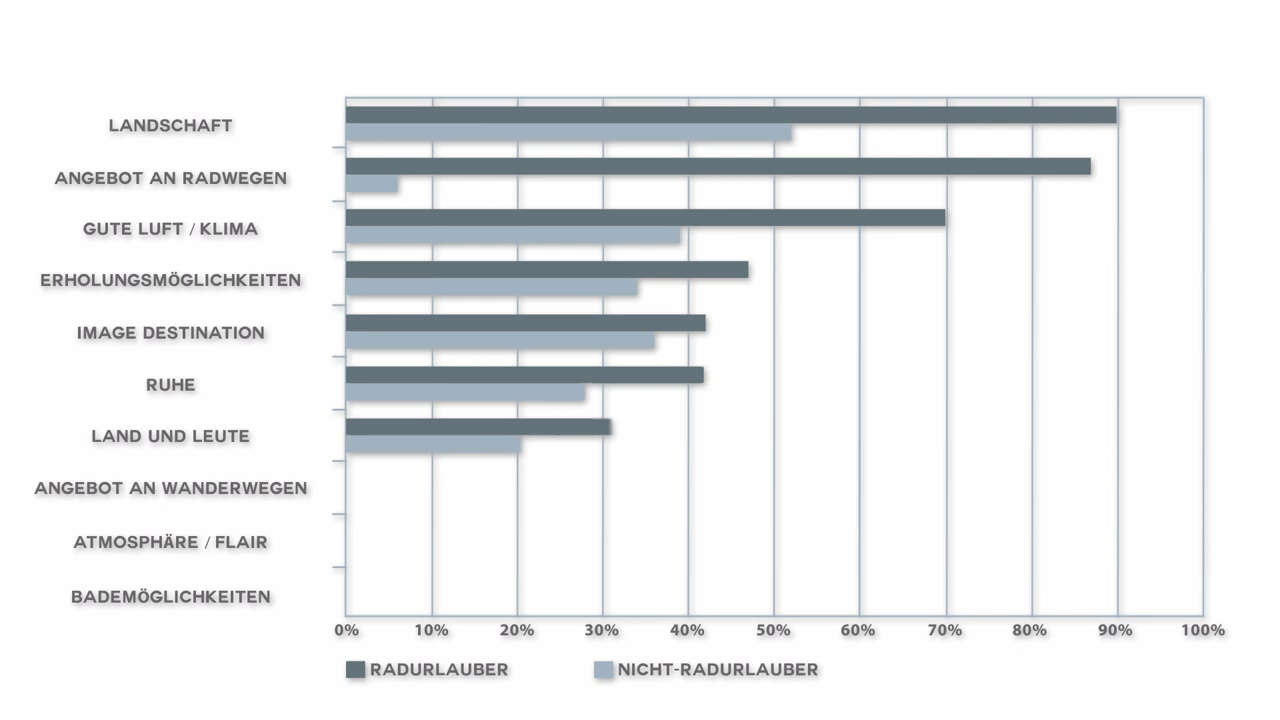 LANDSCHAFT
ANGEBOT AN RADWEGEN
GUTE LUFT / KLIMA
ERHOLUNGSMÖGLICHKEITEN
IMAGE DESTINATION
RUHE
LAND UND LEUTE
ANGEBOT AN WANDERWEGEN
ATMOSPHÄRE / FLAIR
BADEMÖGLICHKEITEN
0% 10% 20% 30% 40% 50% 60% 70% 80% 90% 100%
RADURLAUBER NICHT-RADURLAUBER